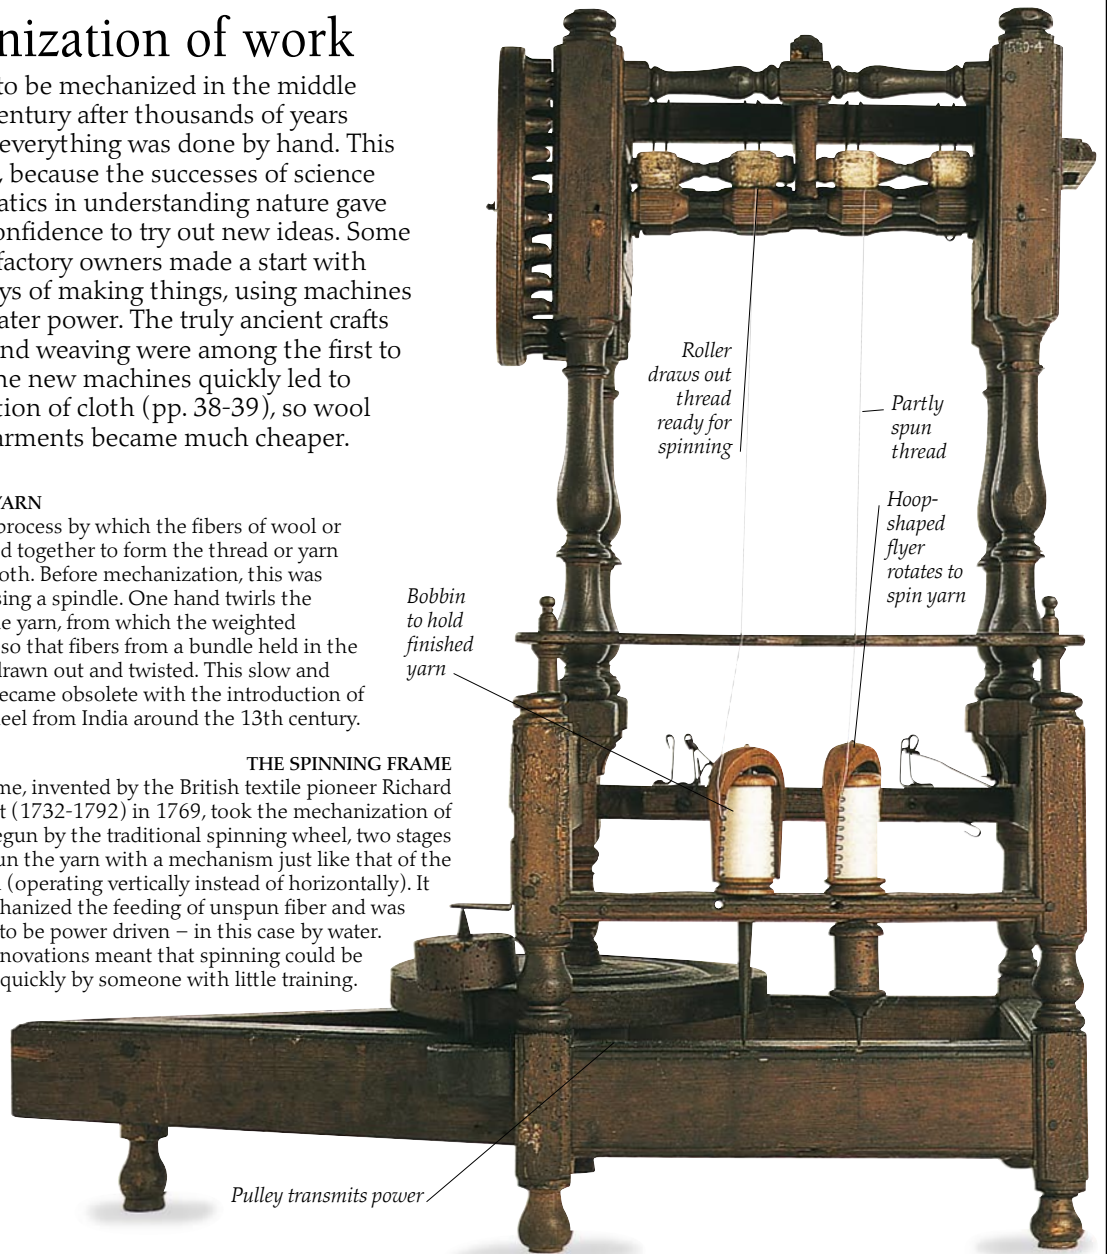 nization of work
to be mechanized in the middle
entury after thousands of years
everything was done by hand. This
, because the successes of science
atics in understanding nature gave
onfidence to try out new ideas. Some
factory owners made a start with
ys of making things, using machines
ater power. The truly ancient crafts
nd weaving were among the first to
he new machines quickly led to
tion of cloth (pp. 38-39), so wool
arments became much cheaper.
YARN
process by which the fibers of wool or
d together to form the thread or yarn
oth. Before mechanization, this was
sing a spindle. One hand twirls the
e yarn, from which the weighted
so that fibers from a bundle held in the
drawn out and twisted. This slow and
ecame obsolete with the introduction of
heel from India around the 13th century.
THE SPINNING FRAME
me, invented by the British textile pioneer Richard
t (1732-1792) in 1769, took the mechanization of
egun by the traditional spinning wheel, two stages
un the yarn with a mechanism just like that of the
(operating vertically instead of horizontally). It
hanized the feeding of unspun fiber and was
to be power driven – in this case by water.
novations meant that spinning could be
quickly by someone with little training.
Roller
draws out
thread
ready for
spinning
Partly
spun
thread
Hoop-
shaped
flyer
rotates to
spin yarn
Bobbin
to hold
finished
yarn
Pulley transmits power